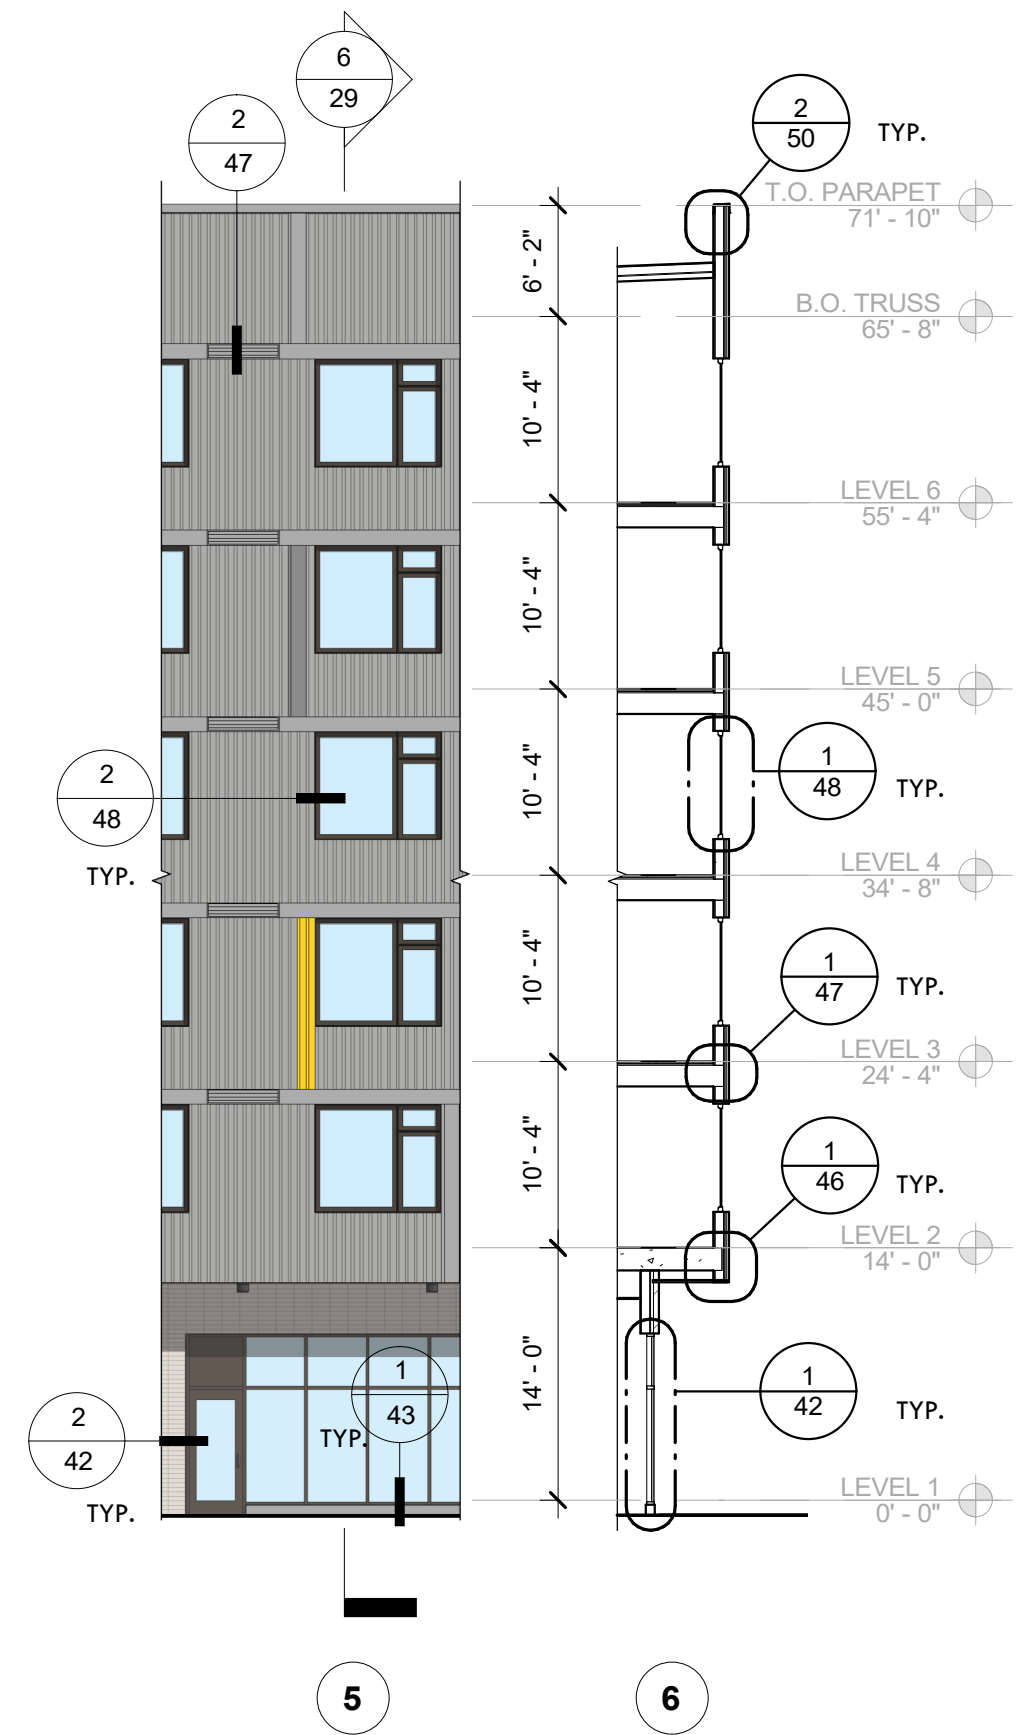 6
29
2
47
2
50
TYP.
T.O. PARAPET
71' - 10"
6' - 2"
B.O. TRUSS
65' - 8"
10' - 4"
LEVEL 6
55' - 4"
10' - 4"
LEVEL 5
45' - 0"
2
48
TYP.
10' - 4"
1
48
TYP.
LEVEL 4
34' - 8"
10' - 4"
1
47
TYP.
LEVEL 3
24' - 4"
10' - 4"
1
46
TYP.
LEVEL 2
14' - 0"
14' - 0"
1
43
TYP.
1
42
TYP.
2
42
TYP.
LEVEL 1
0' - 0"
5
6